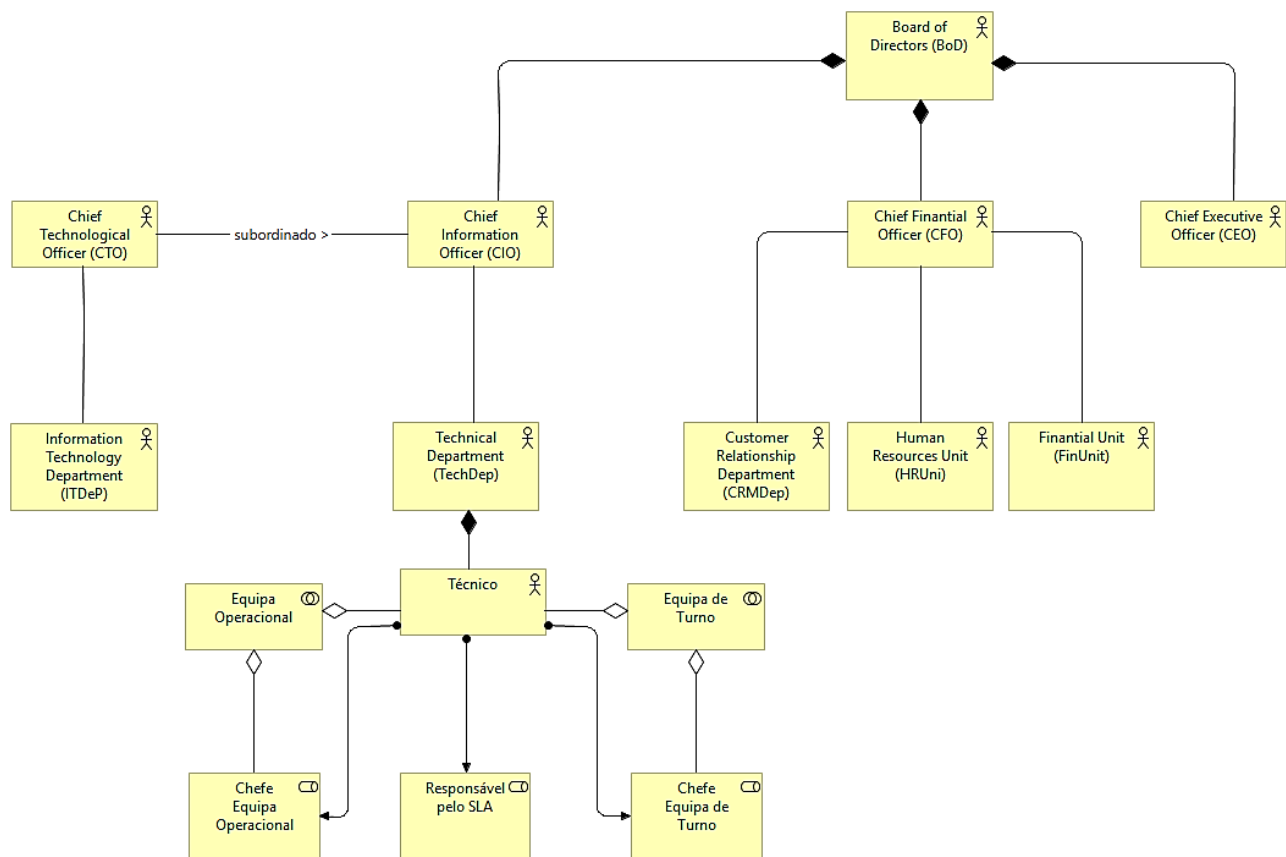 Board of
Directors (BoD)
Chief
Technological
Officer (CTO)
subordinado >
Chief
Information
Officer (CIO)
Chief Finantial
Officer (CFO)
Chief Executive
Officer (CEO)
Information
Technology
Department
(ITDeP)
Technical
Department
(TechDep)
Customer
Relationship
Department
(CRMDep)
Human
Resources Unit
(HRUni)
Finantial Unit
(FinUnit)
Equipa
Operacional
Técnico
Equipa de
Turno
Chefe
Equipa
Operacional
Responsável
pelo SLA
Chefe
Equipa de
Turno